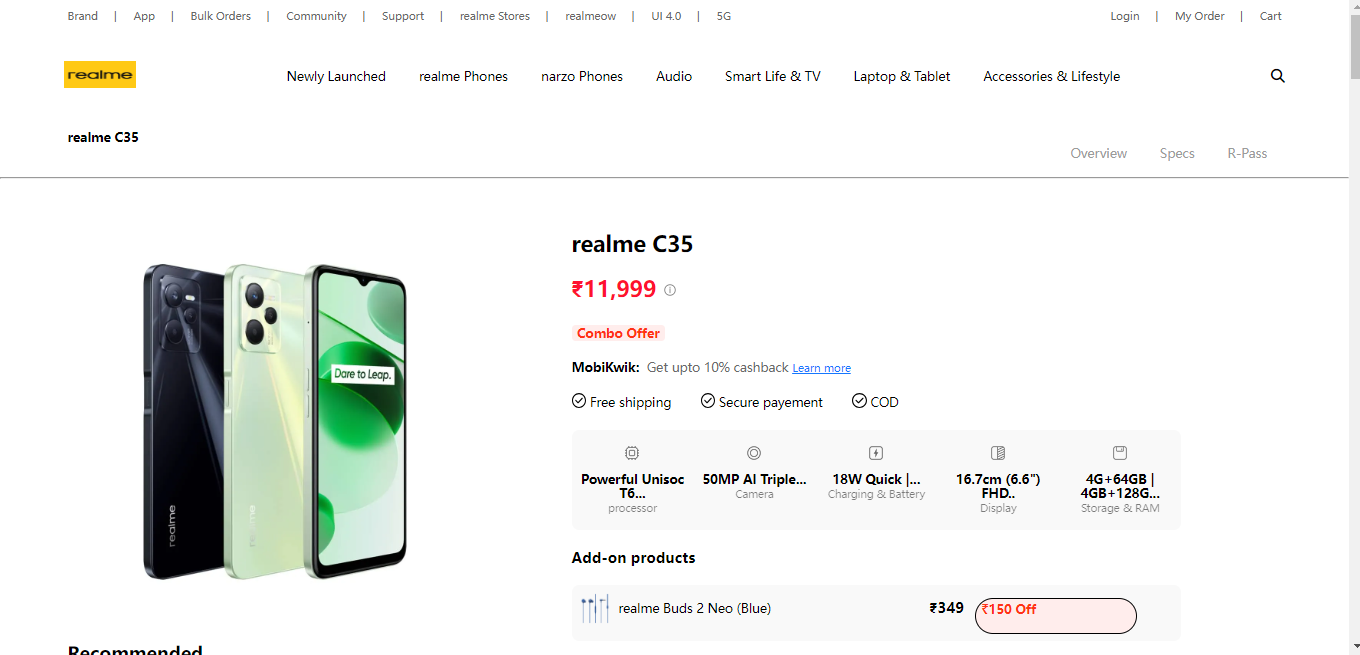 Brand | App | Bulk Orders | Community | Support | realme Stores | realmeow | UI 4.0 | 5G
Login | My Order | Cart
realme
Newly Launched realme Phones narzo Phones Audio Smart Life & TV Laptop & Tablet Accessories & Lifestyle
realme C35
Overview Specs R-Pass
realme C35
₹11,999
Combo Offer
MobiKwik: Get upto 10% cashback Learn more
Free shipping Secure payement COD
Dare to Leap.
realme
realme
Powerful Unisoc
T6...
processor
50MP AI Triple...
Camera
18W Quick |...
Charging & Battery
16.7cm (6.6")
FHD..
Display
4G+64GB |
4GB+128G...
Storage & RAM
Add-on products
realme Buds 2 Neo (Blue) ₹349 ₹150 Off
Recommended